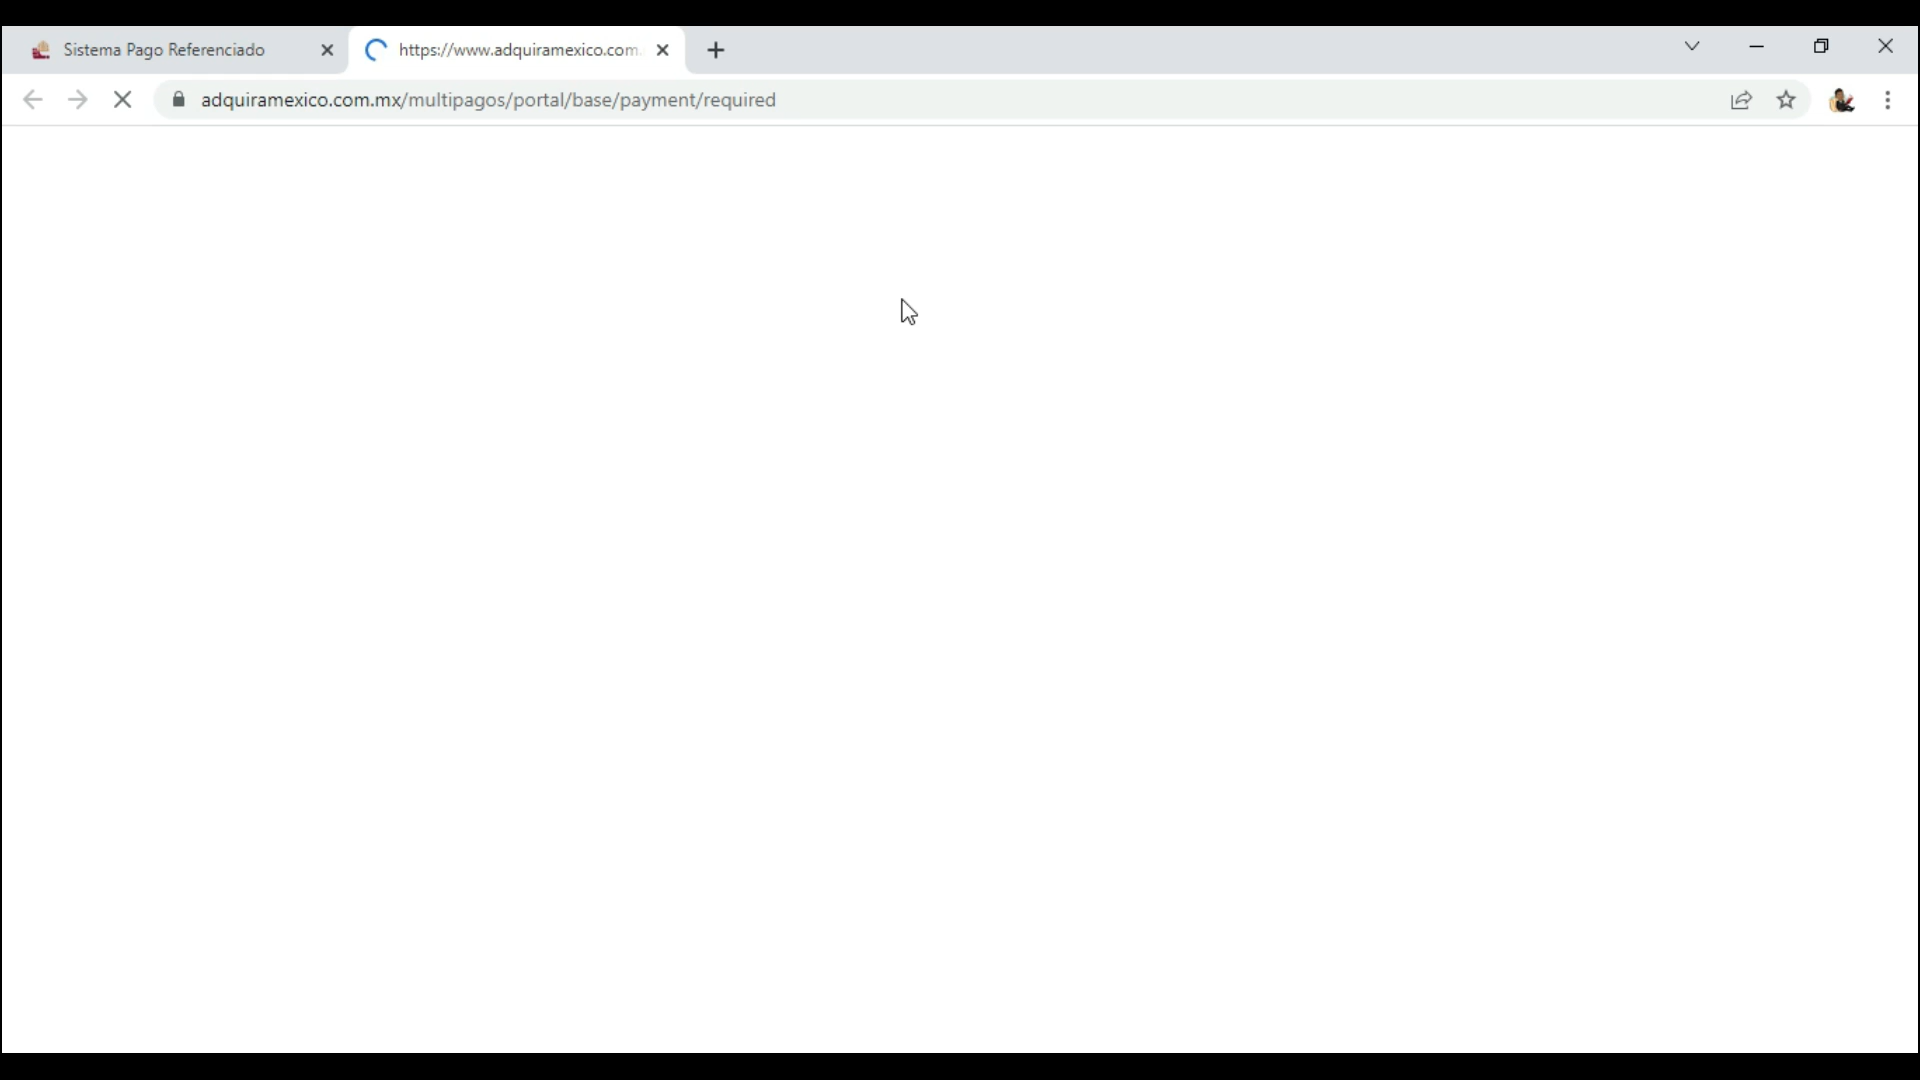 Sistema Pago Referenciado
https://www.adquiramexico.com.
adquiramexico.com.mx/multipagos/portal/base/payment/required